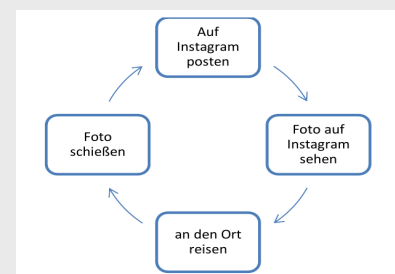 Auf
Instagram
posten
Foto auf
Instagram
sehen
an den Ort
reisen
Foto
schießen